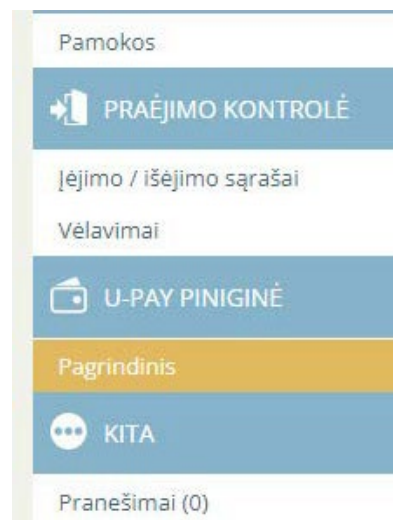 Pamokos
PRAĖJIMO KONTROLĖ
Įėjimo / išėjimo sąrašai
Vėlavimai
U-PAY PINIGINĖ
Pagrindinis
KITA
Pranešimai (0)